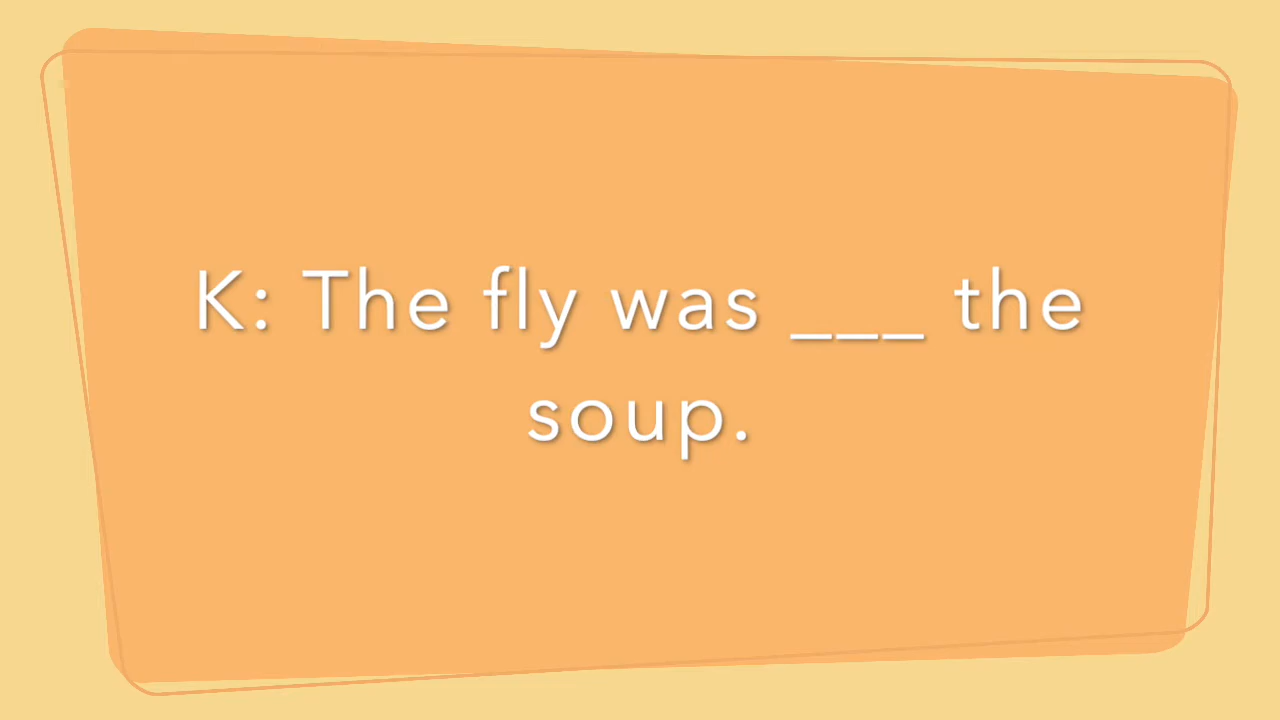 K: The fly was ___ the
soup.